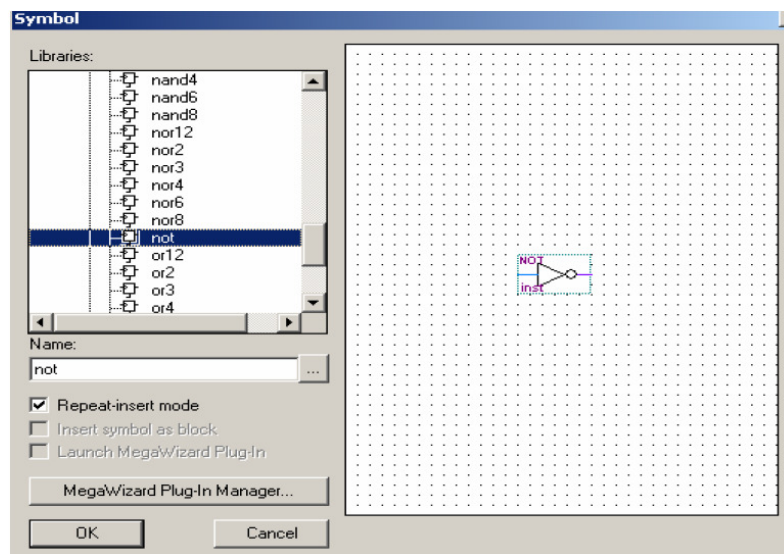 Symbol
Libraries:
nand4
nand6
nand8
nor12
nor2
nor3
nor4
nor6
nor8
not
or12
or2
or3
or4
Name:
not
...
Repeat-insert mode
Insert symbol as block
Launch MegaWizard Plug-In
MegaWizard Plug-In Manager...
OK
Cancel
NOT
inst